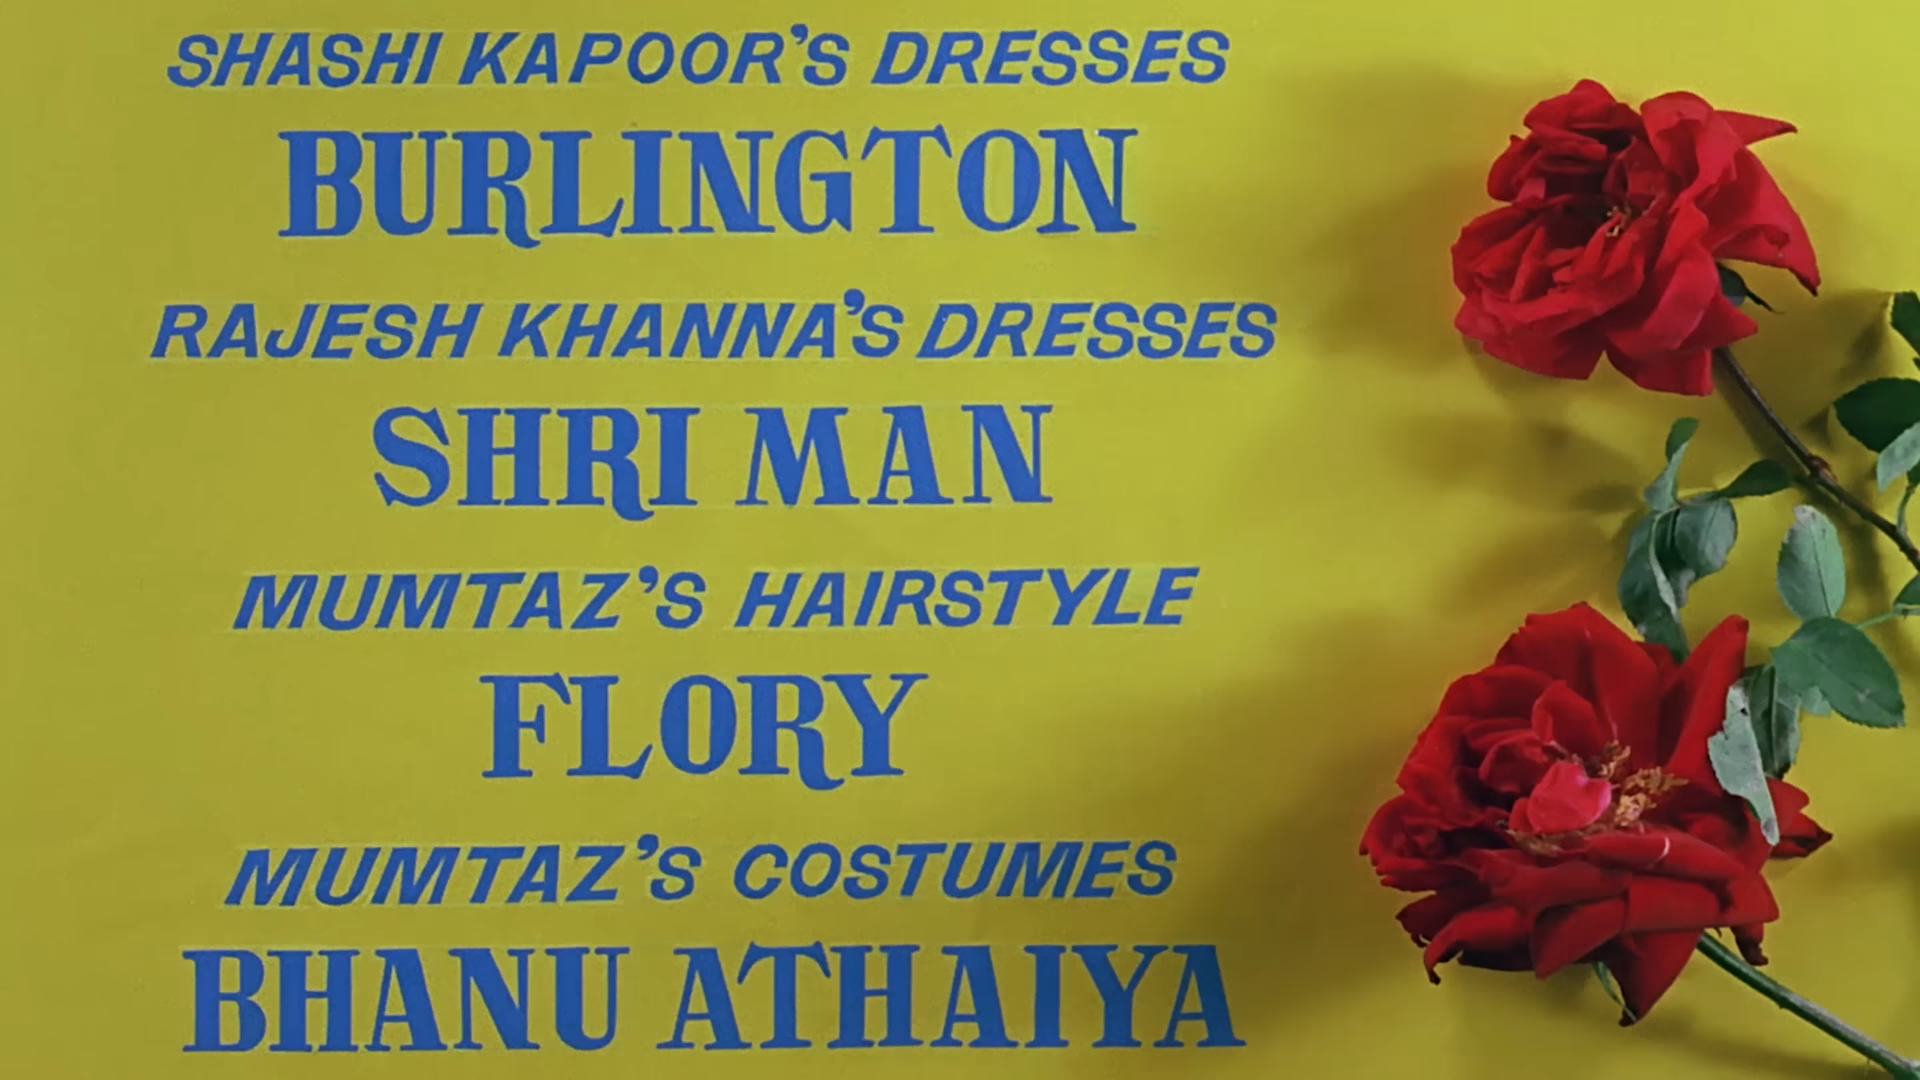 SHASHI KAPOOR'S DRESSES
BURLINGTON
RAJESH KHANNA'S DRESSES
SHRI MAN
MUMTAZ'S HAIRSTYLE
FLORY
MUMTAZ'S COSTUMES
BHANU ATHAIYA